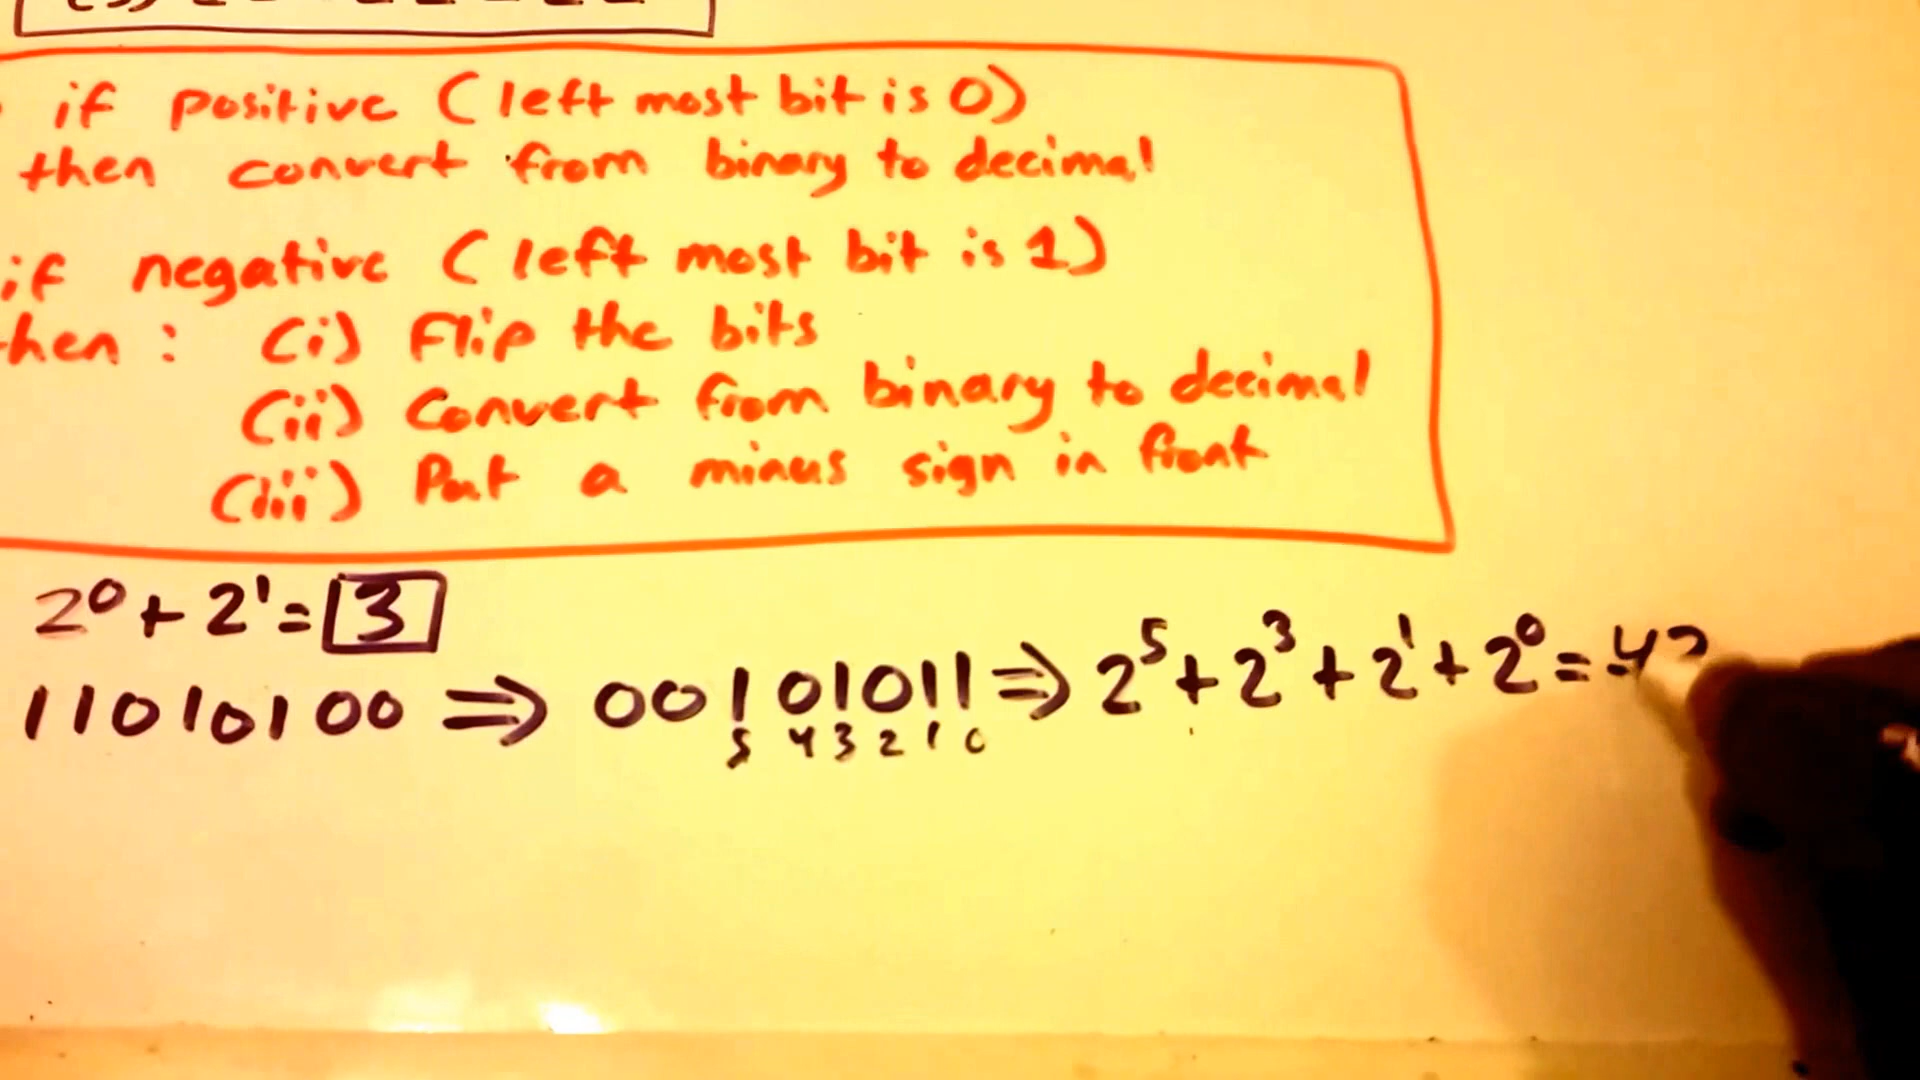 if positive (left most bit is 0)
then convert from binary to decimal
if negative (left most bit is 1)
then: (i) Flip the bits
(ii) Convert from binary to decimal
(iii) Put a minus sign in front
2⁰ + 2¹ = 3
11010100 ⇒ 00101011 ⇒ 2⁵ + 2³ + 2¹ + 2⁰ = 43
5 4 3 2 1 0